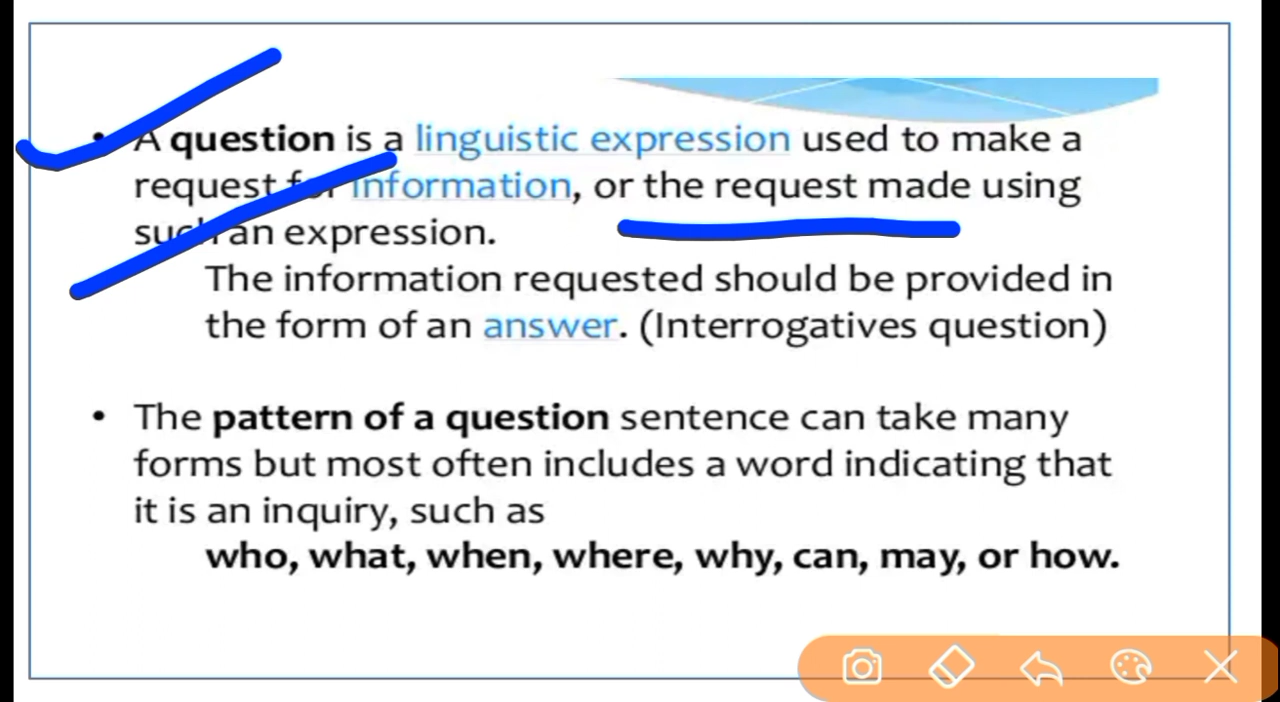 • A question is a linguistic expression used to make a
request for information, or the request made using
such an expression.
The information requested should be provided in
the form of an answer. (Interrogatives question)
• The pattern of a question sentence can take many
forms but most often includes a word indicating that
it is an inquiry, such as
who, what, when, where, why, can, may, or how.